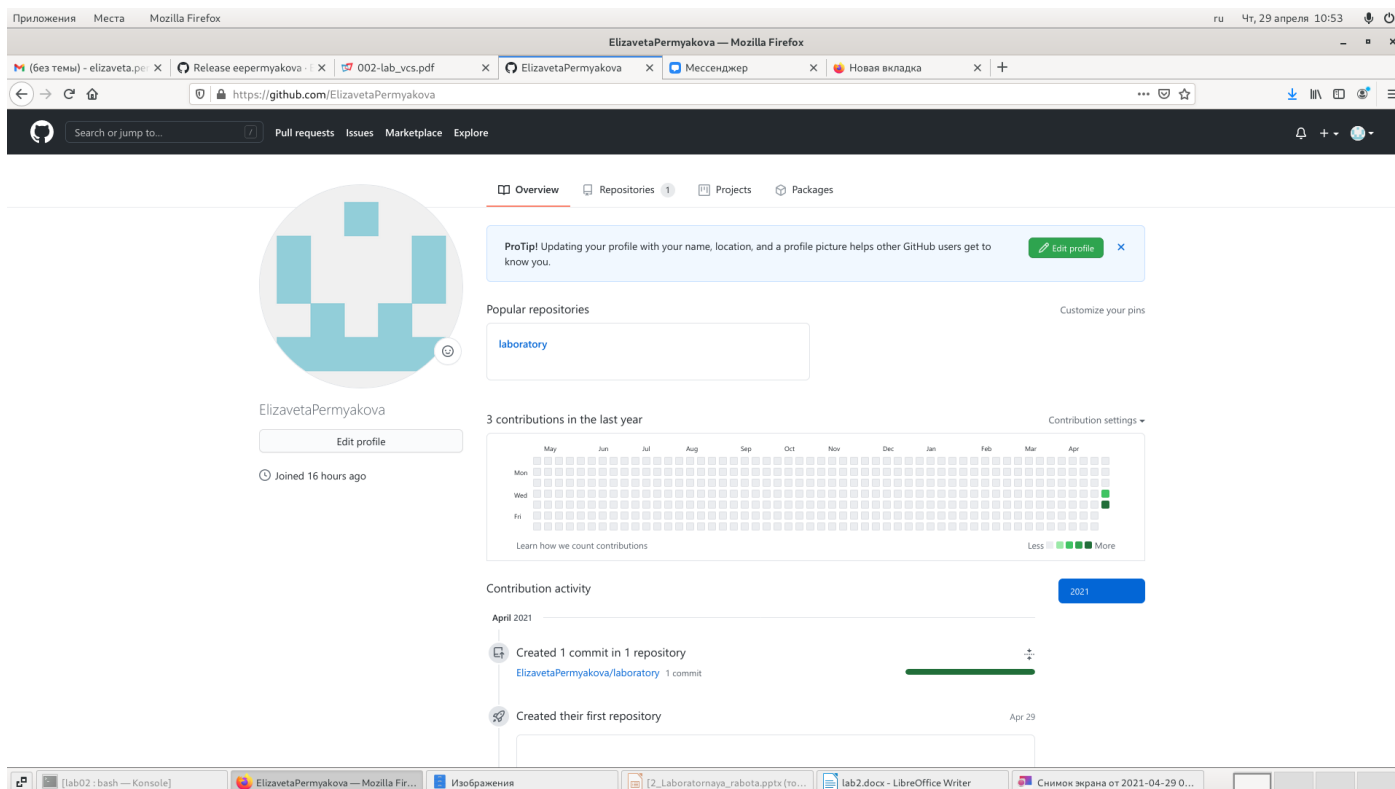 Приложения Места Mozilla Firefox ru Чт, 29 апреля 10:53
ElizavetaPermyakova — Mozilla Firefox
(без темы) - elizaveta.per Release eepermyakova · E 002-lab_vcs.pdf ElizavetaPermyakova Мессенджер Новая вкладка
https://github.com/ElizavetaPermyakova
Search or jump to... / Pull requests Issues Marketplace Explore
Overview Repositories 1 Projects Packages
ProTip! Updating your profile with your name, location, and a profile picture helps other GitHub users get to
know you.
Edit profile
Popular repositories Customize your pins
laboratory
ElizavetaPermyakova
Edit profile
Joined 16 hours ago
3 contributions in the last year Contribution settings
May Jun Jul Aug Sep Oct Nov Dec Jan Feb Mar Apr
Mon
Wed
Fri
Learn how we count contributions Less More
Contribution activity 2021
April 2021
Created 1 commit in 1 repository
ElizavetaPermyakova/laboratory 1 commit
Created their first repository Apr 29
[lab02 : bash — Konsole] ElizavetaPermyakova — Mozilla Fir... Изображения [2_Laboratornaya_rabota.pptx (то... lab2.docx - LibreOffice Writer Снимок экрана от 2021-04-29 0...